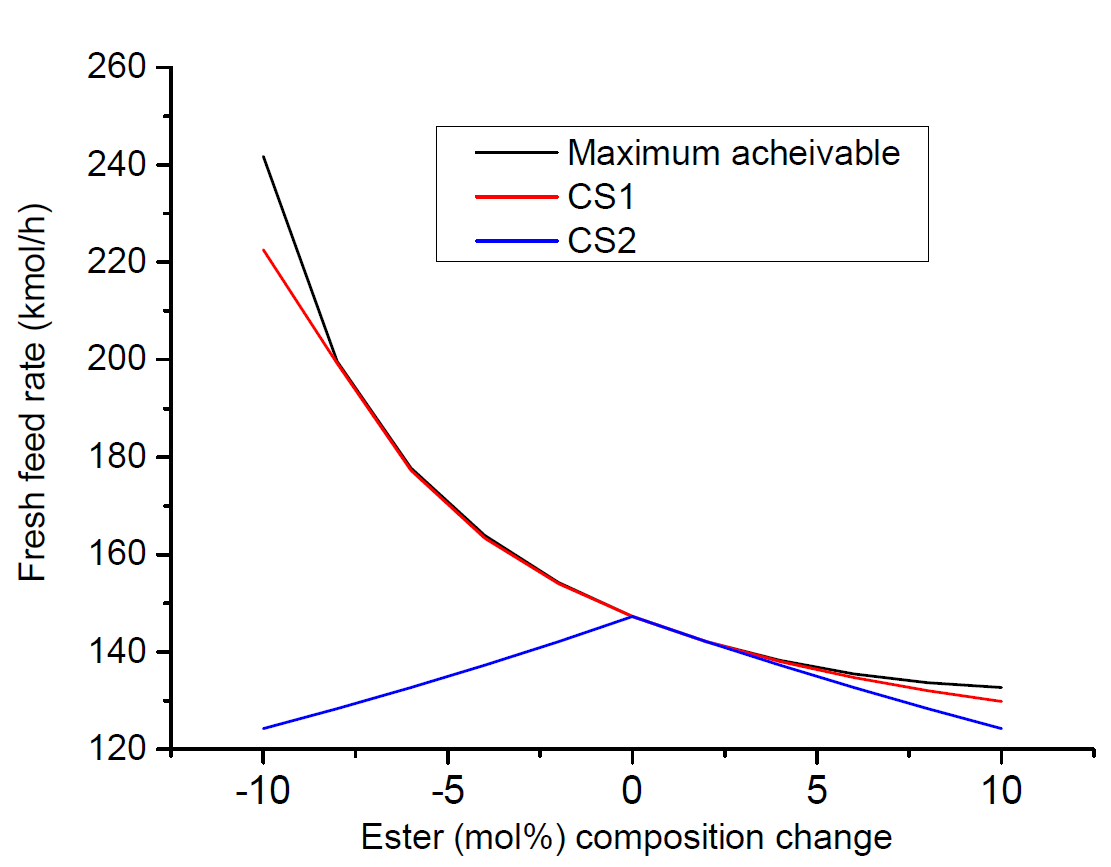 260
240
220
200
180
160
140
120
Fresh feed rate (kmol/h)
Maximum acheivable
CS1
CS2
-10 -5 0 5 10
Ester (mol%) composition change